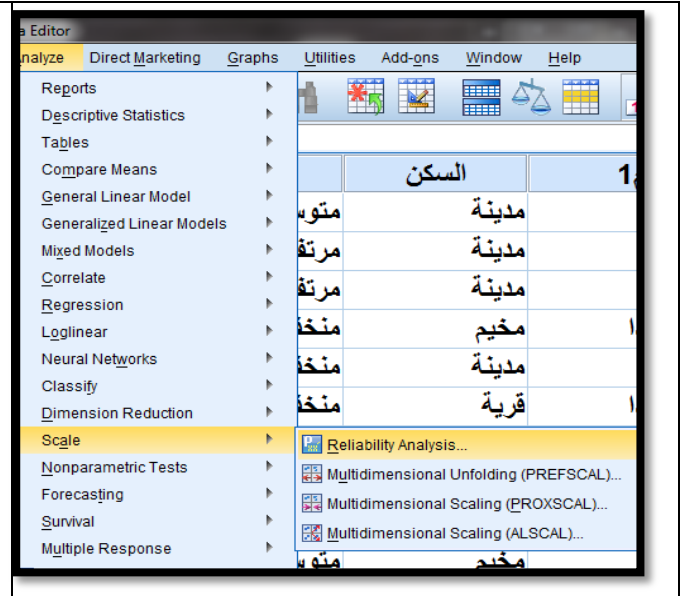 a Editor
nalyze Direct Marketing Graphs Utilities Add-ons Window Help
Reports
Descriptive Statistics
Tables
Compare Means
General Linear Model
Generalized Linear Models
Mixed Models
Correlate
Regression
Loglinear
Neural Networks
Classify
Dimension Reduction
Scale
Nonparametric Tests
Forecasting
Survival
Multiple Response
Reliability Analysis...
Multidimensional Unfolding (PREFSCAL)...
Multidimensional Scaling (PROXSCAL)...
Multidimensional Scaling (ALSCAL)...
السكن
مدينة
مدينة
مدينة
مخيم
مدينة
قرية
مخيم